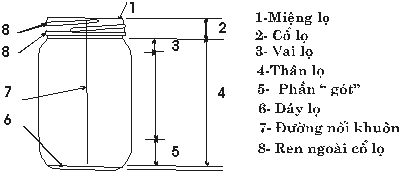 1
8
2
8
3
7
4
6
5
1-Miệng lọ
2- Cổ lọ
3- Vai lọ
4-Thân lọ
5- Phần “ gót”
6- Dáy lọ
7- Đường nối khuôn
8- Ren ngoài cổ lọ